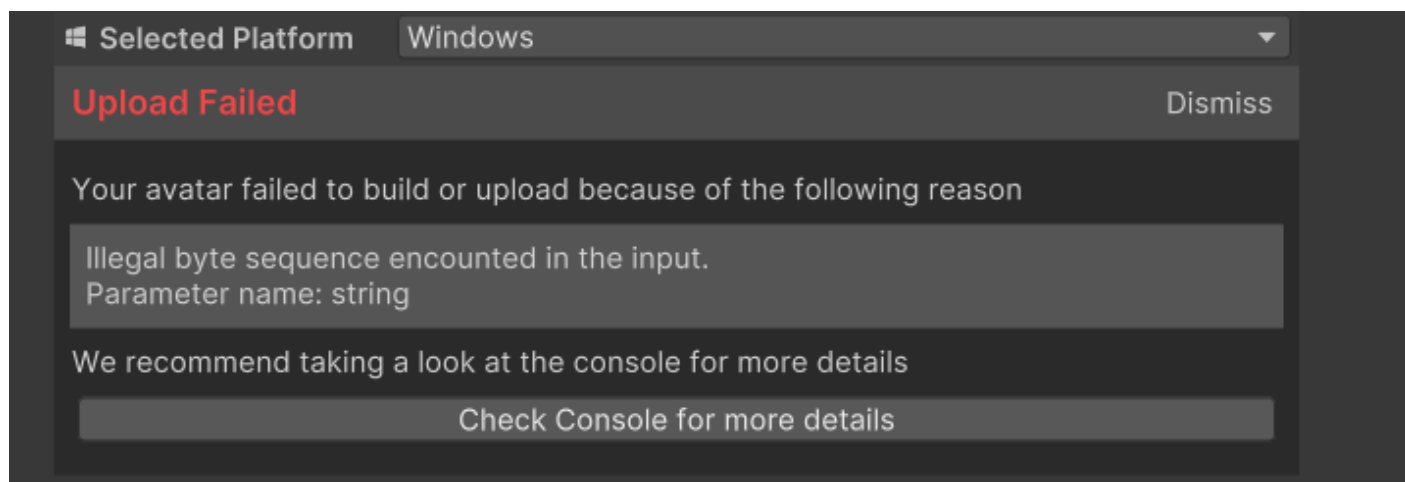 Selected Platform Windows
Upload Failed Dismiss
Your avatar failed to build or upload because of the following reason
Illegal byte sequence encounted in the input.
Parameter name: string
We recommend taking a look at the console for more details
Check Console for more details